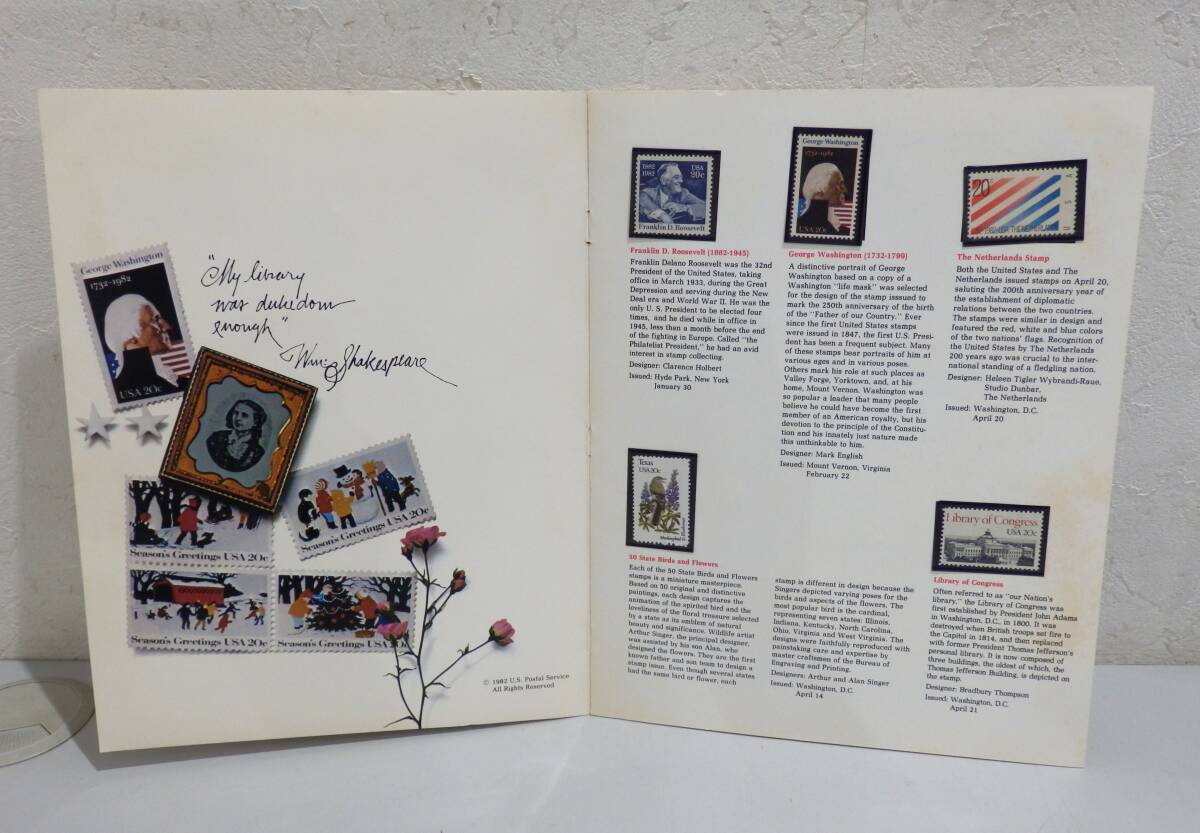 George Washington
1732-1982
USA 20c
"My library
was dukedom
enough"
Wm Shakespeare
Season's Greetings USA 20c
Season's Greetings USA 20c
Season's Greetings USA 20c
Season's Greetings USA 20c
© 1982 U.S. Postal Service
All Rights Reserved
1882
1982
USA
20c
Franklin D. Roosevelt
Franklin D. Roosevelt (1882-1945)
Franklin Delano Roosevelt was the 32nd
President of the United States, taking
office in March 1933, during the Great
Depression and serving during the New
Deal era and World War II. He was the
only U. S. President to be elected four
times, and he died while in office in
1945, less than a month before the end
of the fighting in Europe. Called "the
Philatelist President," he had an avid
interest in stamp collecting.
Designer: Clarence Holbert
Issued: Hyde Park, New York
January 30
George Washington
1732-1982
USA 20c
George Washington (1732-1799)
A distinctive portrait of George
Washington based on a copy of a
Washington "life mask" was selected
for the design of the stamp isssued to
mark the 250th anniversary of the birth
of the "Father of our Country." Ever
since the first United States stamps
were issued in 1847, the first U.S. Presi-
dent has been a frequent subject. Many
of these stamps bear portraits of him at
various ages and in various poses.
Others mark his role at such places as
Valley Forge, Yorktown, and, at his
home, Mount Vernon. Washington was
so popular a leader that many people
believe he could have become the first
member of an American royalty, but his
devotion to the principle of the Constitu-
tion and his innately just nature made
this unthinkable to him.
Designer: Mark English
Issued: Mount Vernon, Virginia
February 22
20c
The Netherlands Stamp
Both the United States and The
Netherlands issued stamps on April 20,
saluting the 200th anniversary year of
the establishment of diplomatic
relations between the two countries.
The stamps were similar in design and
featured the red, white and blue colors
of the two nations' flags. Recognition of
the United States by The Netherlands
200 years ago was crucial to the inter-
national standing of a fledgling nation.
Designer: Heleen Tigler Wybrandi-Raue,
Studio Dunbar,
The Netherlands
Issued: Washington, D.C.
April 20
Texas
USA 20c
50 State Birds and Flowers
Each of the 50 State Birds and Flowers
stamps is a miniature masterpiece.
Based on 50 original and distinctive
paintings, each design captures the
animation of the spirited bird and the
loveliness of the floral treasure selected
by a state as its emblem of natural
beauty and significance. Wildlife artist
Arthur Singer, the principal designer,
was assisted by his son Alan, who
designed the flowers. They are the first
known father and son team to design a
stamp issue. Even though several states
had the same bird or flower, each
stamp is different in design because the
Singers depicted varying poses for the
birds and aspects of the flowers. The
most popular bird is the cardinal,
representing seven states: Illinois,
Indiana, Kentucky, North Carolina,
Ohio, Virginia and West Virginia. The
designs were faithfully reproduced with
painstaking care and expertise by
master craftsmen of the Bureau of
Engraving and Printing.
Designers: Arthur and Alan Singer
Issued: Washington, D.C.
April 14
Library of Congress
USA 20c
Library of Congress
Often referred to as "our Nation's
library," the Library of Congress was
first established by President John Adams
in Washington, D.C., in 1800. It was
destroyed when British troops set fire to
the Capitol in 1814, and then replaced
with former President Thomas Jefferson's
personal library. It is now composed of
three buildings, the oldest of which, the
Thomas Jefferson Building, is depicted on
the stamp.
Designer: Bradbury Thompson
Issued: Washington, D.C.
April 21